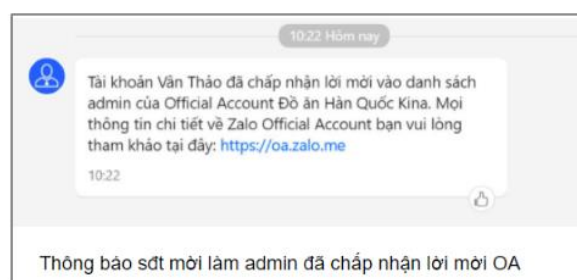 10:22 Hôm nay
Tài khoản Vân Thảo đã chấp nhận lời mời vào danh sách
admin của Official Account Đồ ăn Hàn Quốc Kina. Mọi
thông tin chi tiết về Zalo Official Account bạn vui lòng
tham khảo tại đây: https://oa.zalo.me
10:22
Thông báo sđt mời làm admin đã chấp nhận lời mời OA